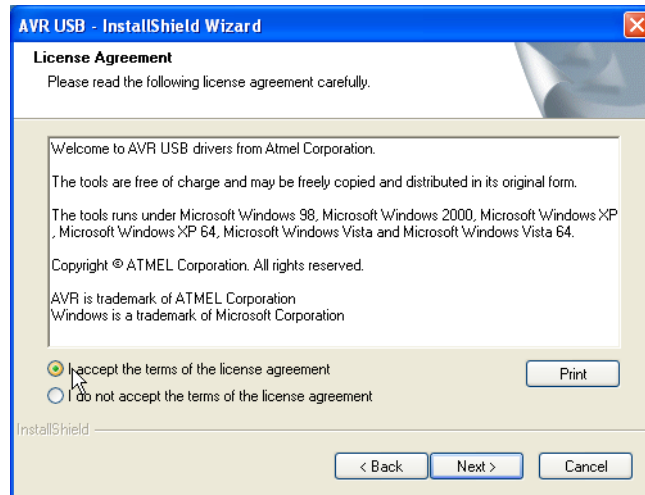 AVR USB - InstallShield Wizard
License Agreement
Please read the following license agreement carefully.
Welcome to AVR USB drivers from Atmel Corporation.
The tools are free of charge and may be freely copied and distributed in its original form.
The tools runs under Microsoft Windows 98, Microsoft Windows 2000, Microsoft Windows XP
, Microsoft Windows XP 64, Microsoft Windows Vista and Microsoft Windows Vista 64.
Copyright © ATMEL Corporation. All rights reserved.
AVR is trademark of ATMEL Corporation
Windows is a trademark of Microsoft Corporation
I accept the terms of the license agreement
Print
I do not accept the terms of the license agreement
InstallShield
< Back
Next >
Cancel